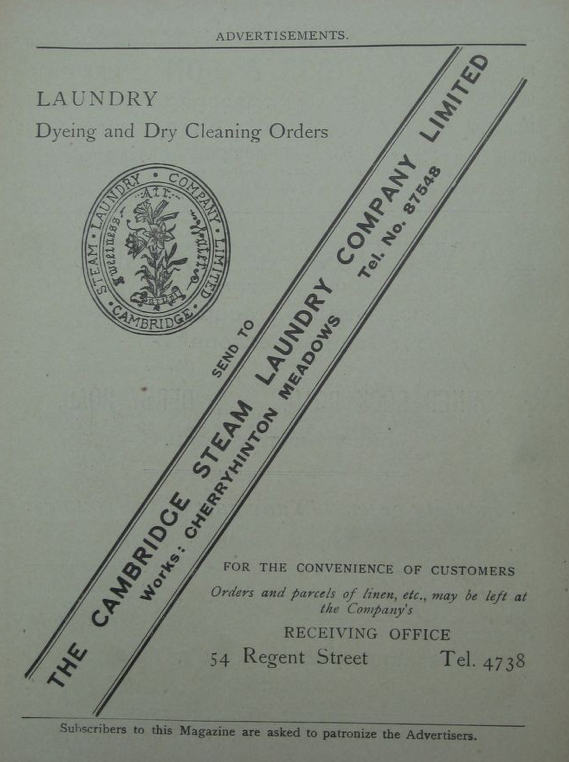 ADVERTISEMENTS.
LAUNDRY
Dyeing and Dry Cleaning Orders
STEAM • LAUNDRY • COMPANY • LIMITED
• CAMBRIDGE •
Air
Sweetness
Water
SEND TO
THE CAMBRIDGE STEAM LAUNDRY COMPANY LIMITED
Works: CHERRYHINTON MEADOWS Tel. No. 87548
FOR THE CONVENIENCE OF CUSTOMERS
Orders and parcels of linen, etc., may be left at
the Company's
RECEIVING OFFICE
54 Regent Street Tel. 4738
Subscribers to this Magazine are asked to patronize the Advertisers.